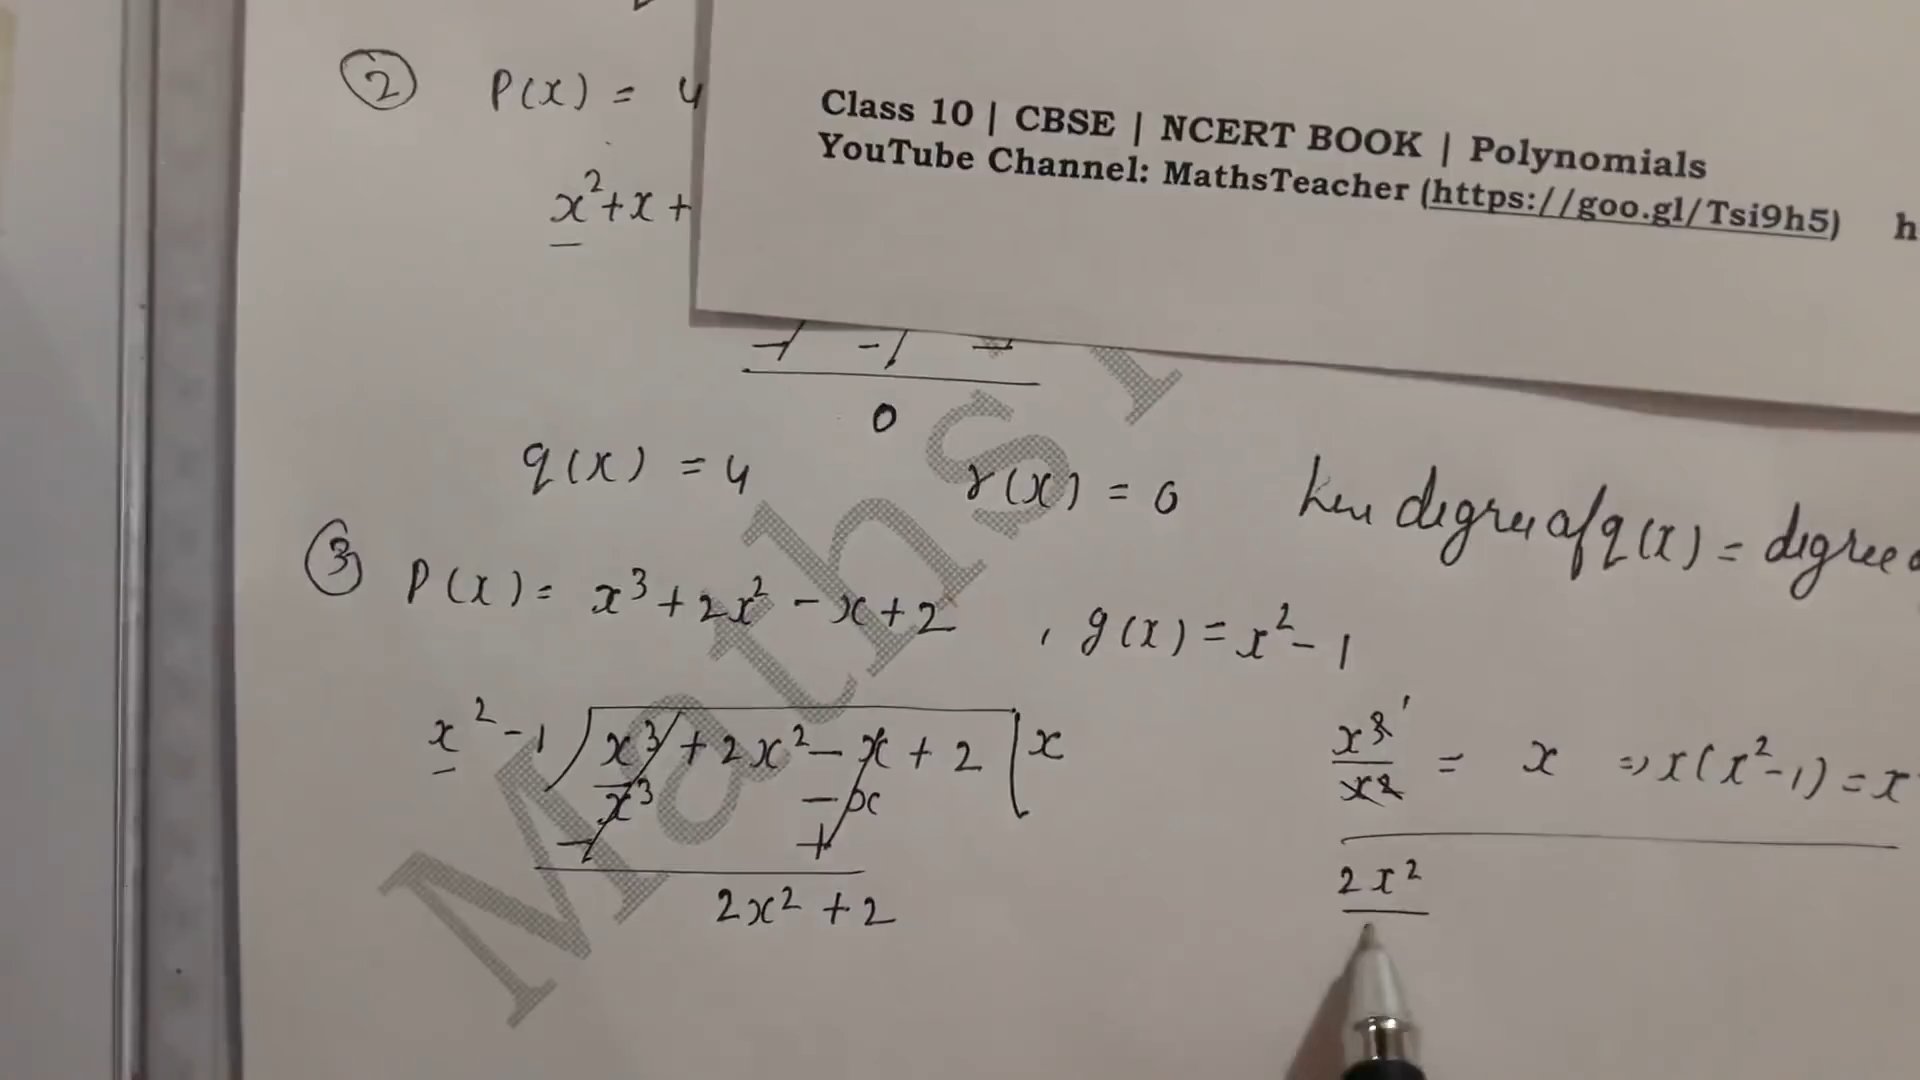 ② P(x) = 4
x²+x+
Class 10 | CBSE | NCERT BOOK | Polynomials
YouTube Channel: MathsTeacher (https://goo.gl/Tsi9h5) h
0
q(x) = 4 r(x) = 0 degree of q(x) = degree
③ P(x) = x³ + 2x² - x + 2 , g(x) = x² - 1
x² - 1 ) x³ + 2x² - x + 2 ( x
x³ - x
- +
2x² + 2
x³ / x² = x ⇒ x(x²-1) = x
2x²
Maths